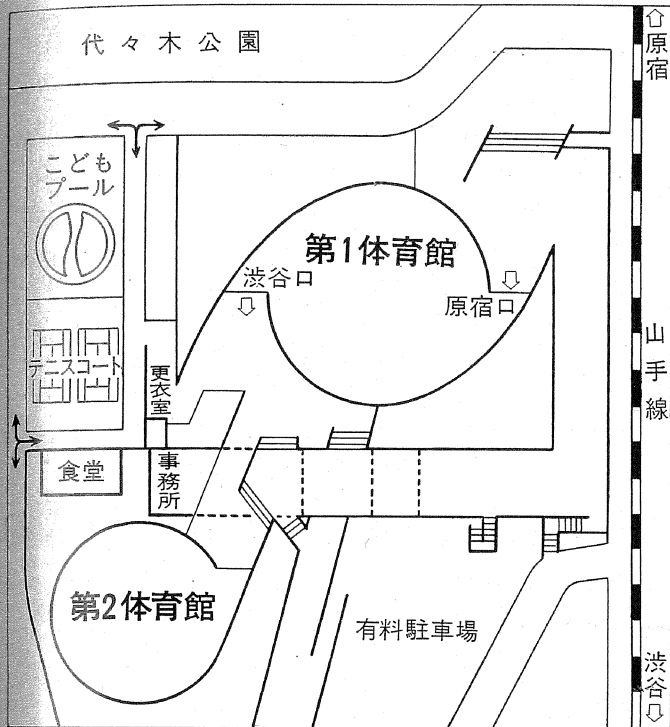 代々木公園
⇧原宿
こども
プール
第1体育館
渋谷口
⇩
⇩
原宿口
山手線
テニスコート
更衣室
食堂
事務所
第2体育館
有料駐車場
渋谷⇩